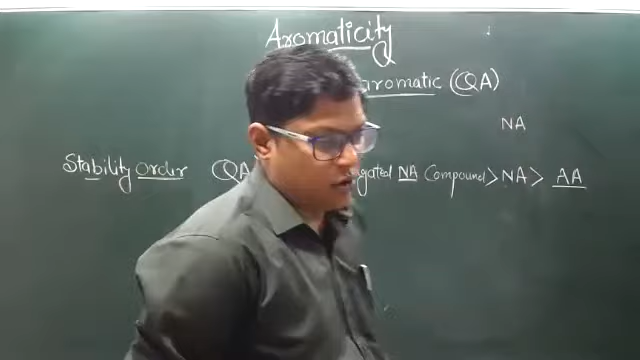 Aromaticity
aromatic (QA)
NA
Stability Order QA gated NA Compound > NA > AA